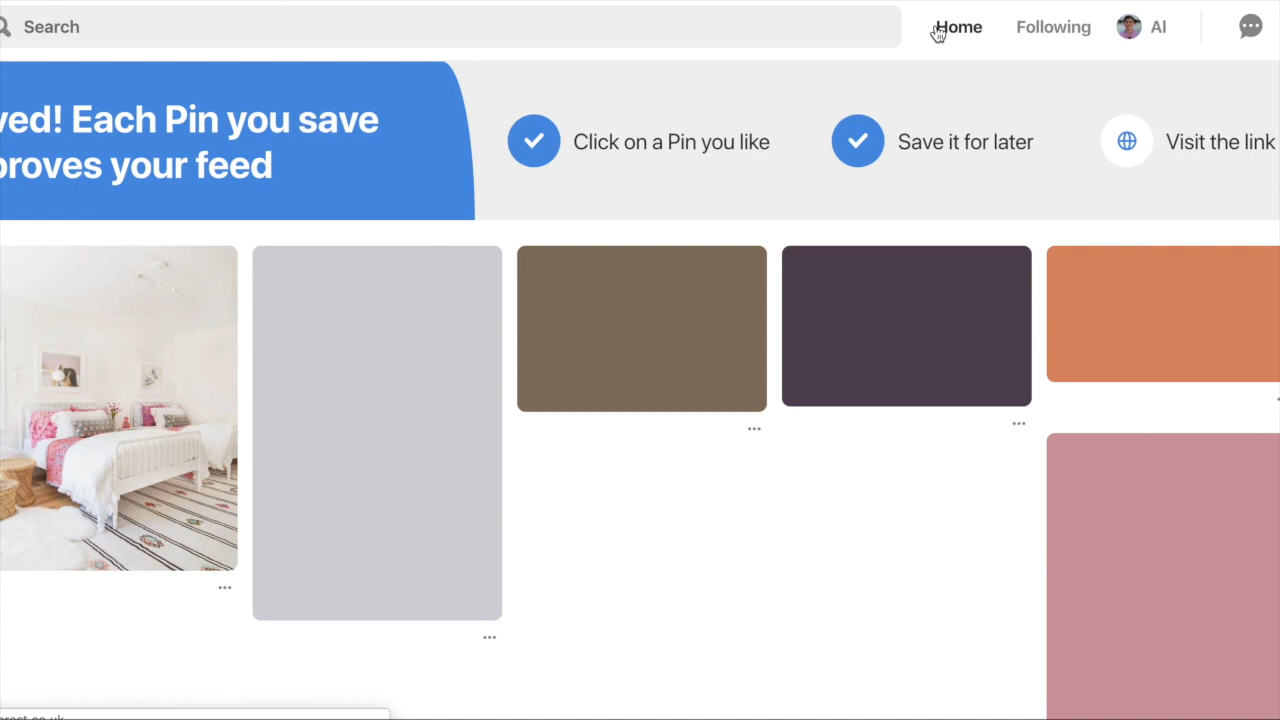 Search
Home
Following
Al
ved! Each Pin you save
proves your feed
Click on a Pin you like
Save it for later
Visit the link